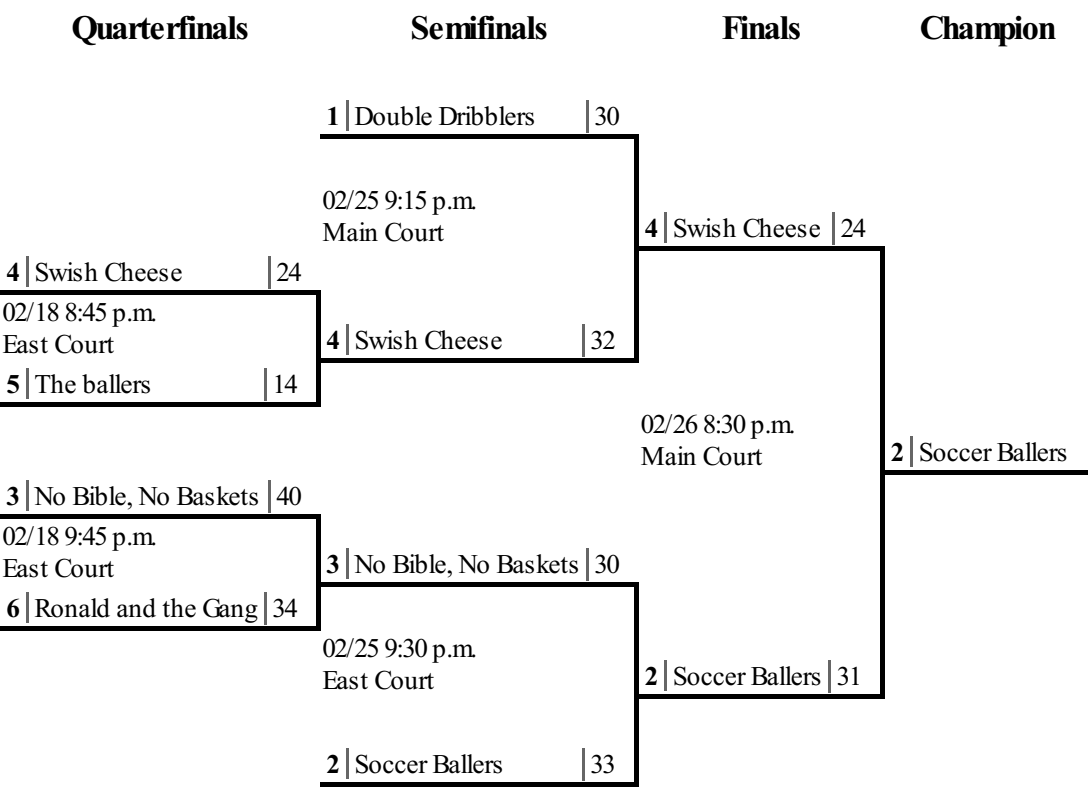 Quarterfinals Semifinals Finals Champion
1 Double Dribblers 30
02/25 9:15 p.m.
Main Court
4 Swish Cheese 24
4 Swish Cheese 24
02/18 8:45 p.m.
East Court
4 Swish Cheese 32
5 The ballers 14
02/26 8:30 p.m.
Main Court
2 Soccer Ballers
3 No Bible, No Baskets 40
02/18 9:45 p.m.
East Court
3 No Bible, No Baskets 30
6 Ronald and the Gang 34
02/25 9:30 p.m.
East Court
2 Soccer Ballers 31
2 Soccer Ballers 33